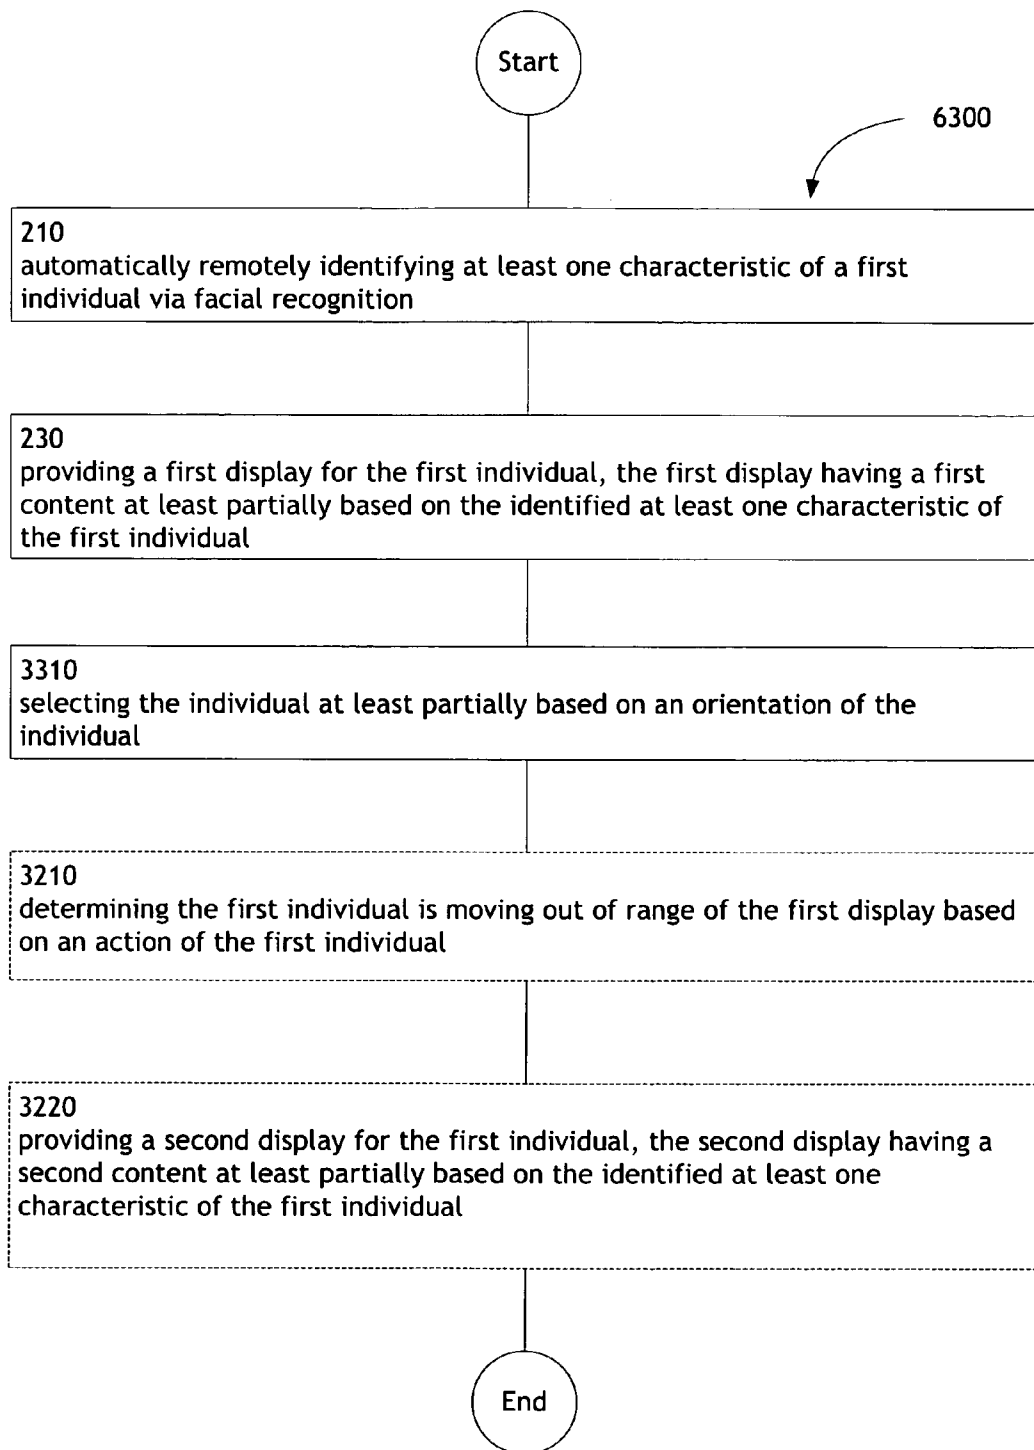 Start
6300
210
automatically remotely identifying at least one characteristic of a first
individual via facial recognition
230
providing a first display for the first individual, the first display having a first
content at least partially based on the identified at least one characteristic of
the first individual
3310
selecting the individual at least partially based on an orientation of the
individual
3210
determining the first individual is moving out of range of the first display based
on an action of the first individual
3220
providing a second display for the first individual, the second display having a
second content at least partially based on the identified at least one
characteristic of the first individual
End